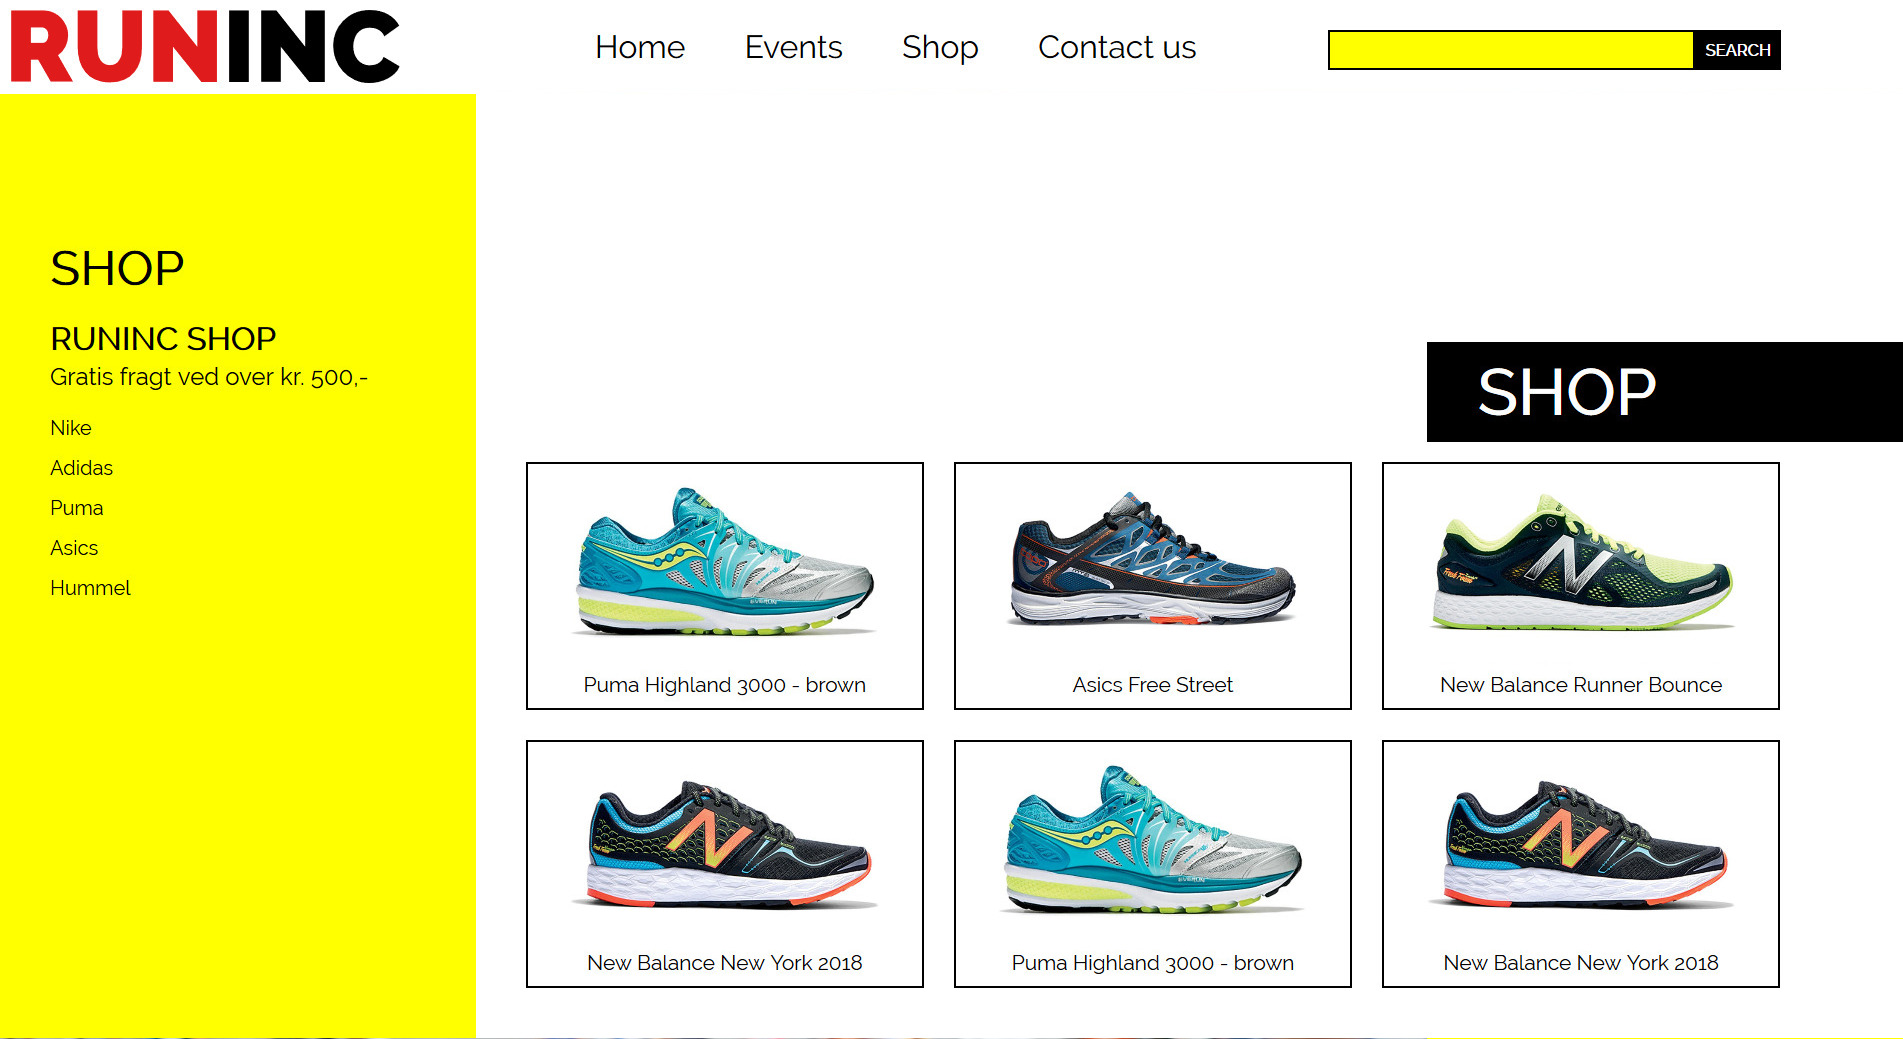 RUNINC
Home Events Shop Contact us
SEARCH
SHOP
RUNINC SHOP
Gratis fragt ved over kr. 500,-
Nike
Adidas
Puma
Asics
Hummel
SHOP
Puma Highland 3000 - brown
Asics Free Street
New Balance Runner Bounce
New Balance New York 2018
Puma Highland 3000 - brown
New Balance New York 2018